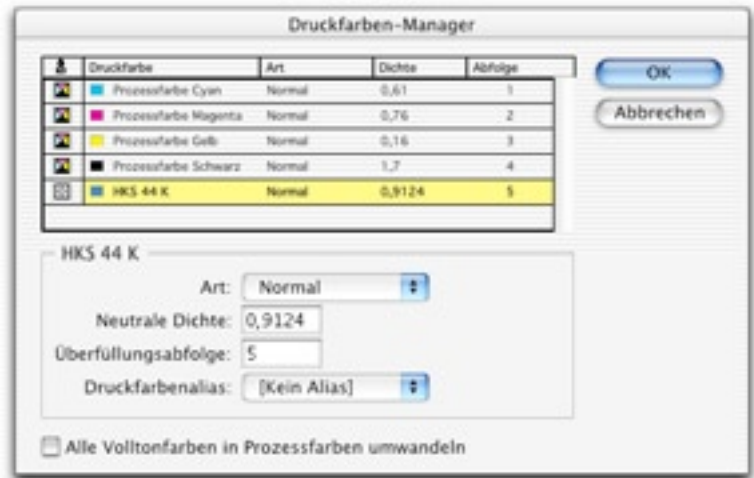 Druckfarben-Manager
Druckfarbe Art Dichte Abfolge
Prozessfarbe Cyan Normal 0,61 1
Prozessfarbe Magenta Normal 0,76 2
Prozessfarbe Gelb Normal 0,16 3
Prozessfarbe Schwarz Normal 1,7 4
HKS 44 K Normal 0,9124 5
OK
Abbrechen
HKS 44 K
Art: Normal
Neutrale Dichte: 0,9124
Überfüllungsabfolge: 5
Druckfarbenalias: [Kein Alias]
Alle Volltonfarben in Prozessfarben umwandeln